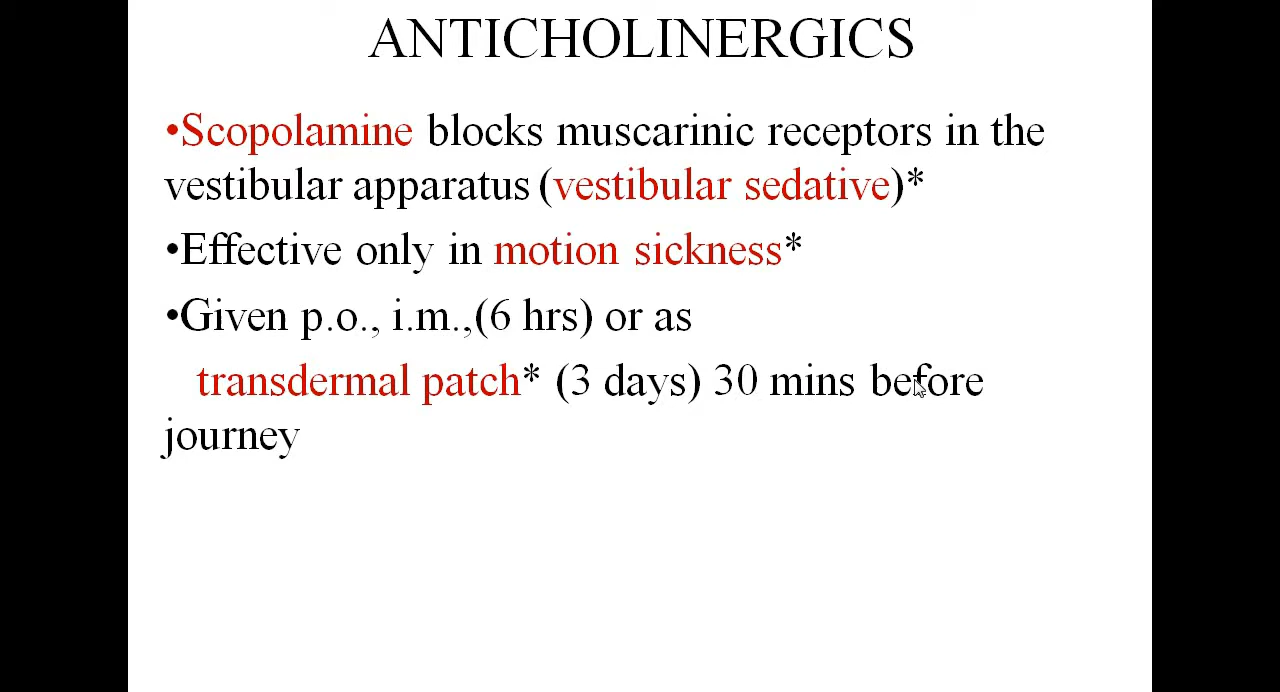 ANTICHOLINERGICS
•Scopolamine blocks muscarinic receptors in the
vestibular apparatus (vestibular sedative)*
•Effective only in motion sickness*
•Given p.o., i.m.,(6 hrs) or as
transdermal patch* (3 days) 30 mins before
journey